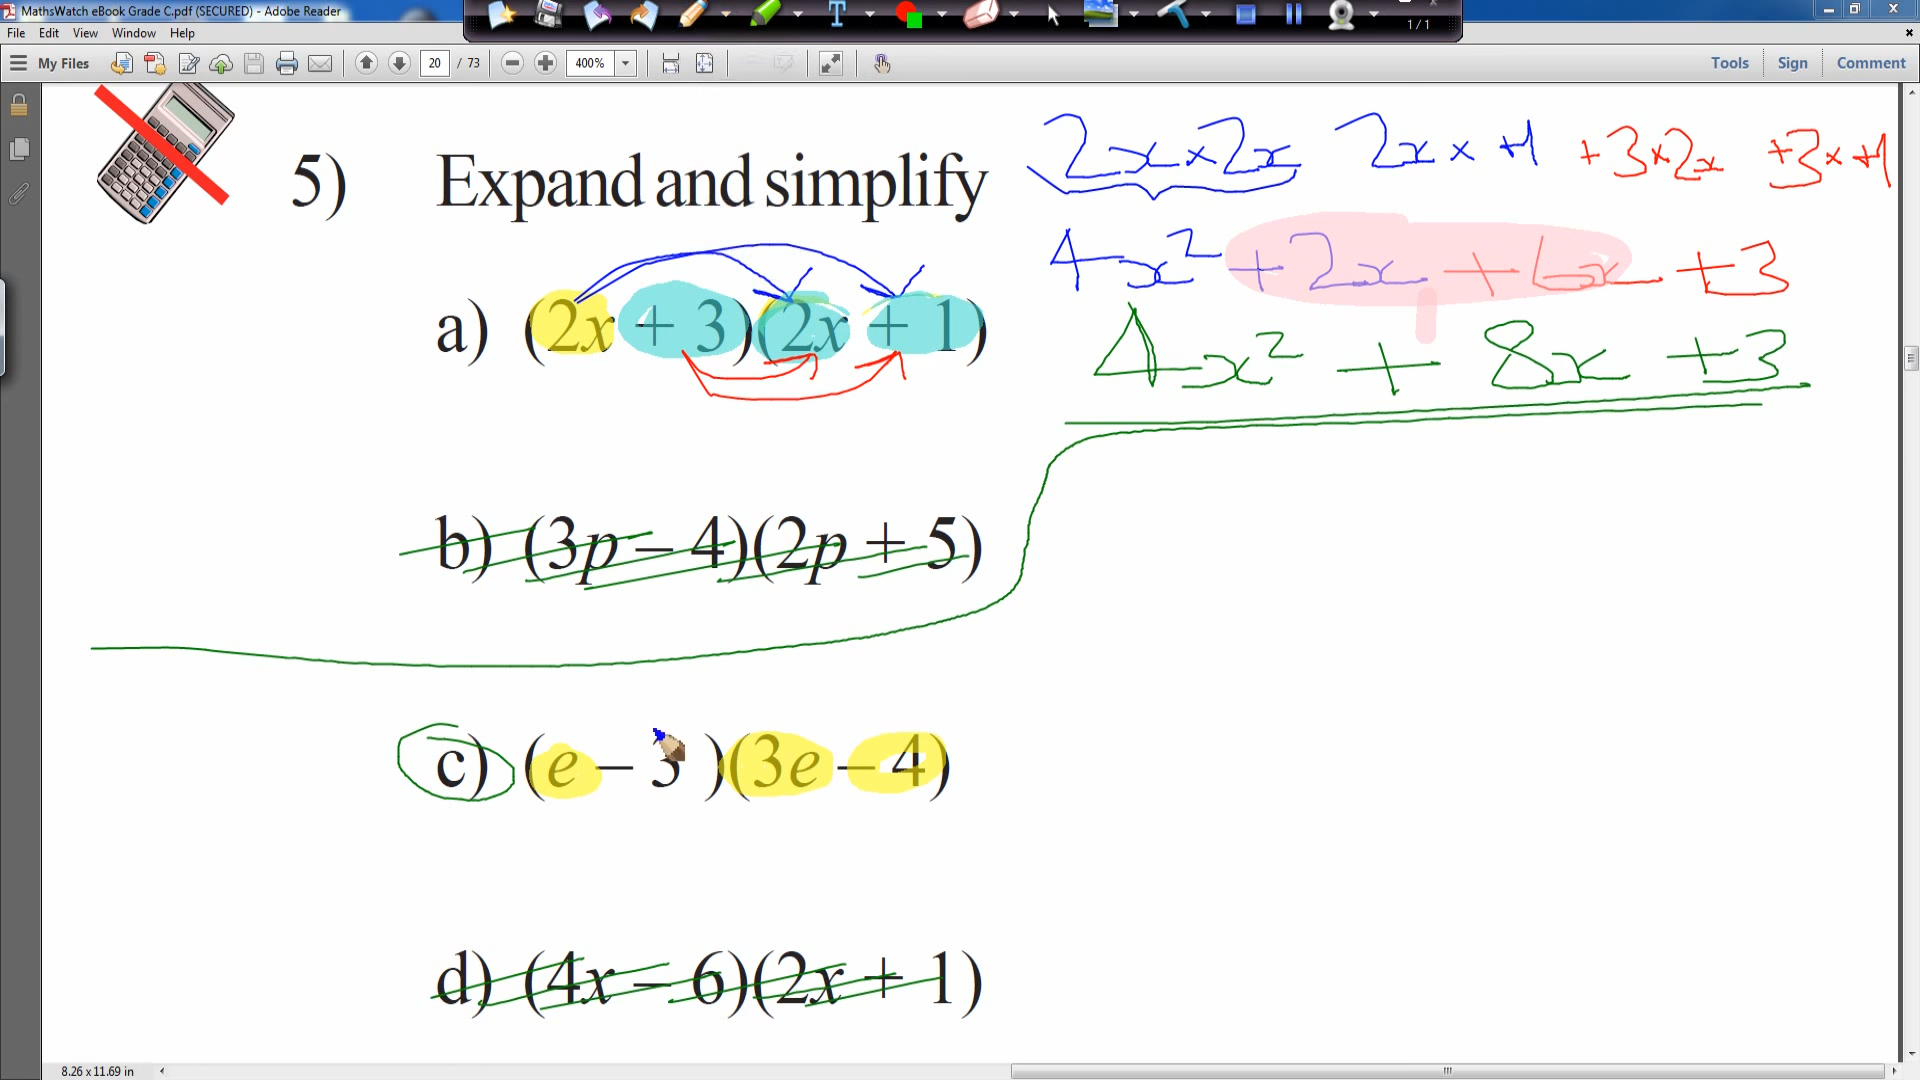 MathsWatch eBook Grade C.pdf (SECURED) - Adobe Reader
File Edit View Window Help
1/1
My Files 20 / 73 400% Tools Sign Comment
5) Expand and simplify
2x×2x 2x×+1 +3×2x +3×+1
4x² +2x +6x +3
a) (2x + 3)(2x + 1)
4x² + 8x +3
b) (3p – 4)(2p + 5)
c) (e – 3 )(3e – 4)
d) (4x – 6)(2x + 1)
8.26 x 11.69 in